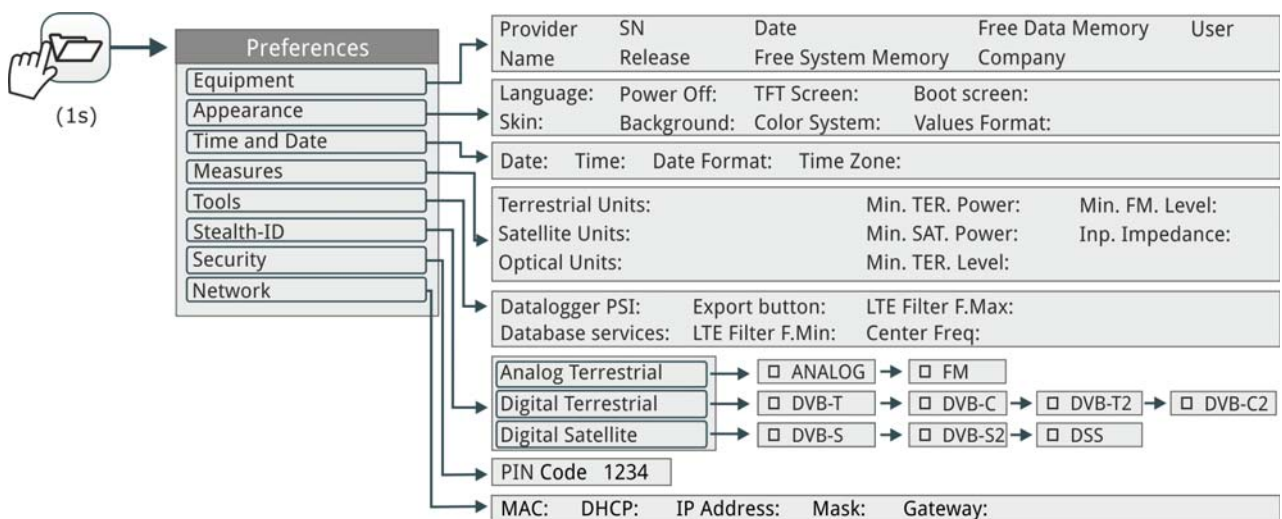 (1s)
Preferences
Equipment
Appearance
Time and Date
Measures
Tools
Stealth-ID
Security
Network
Provider SN Date Free Data Memory User
Name Release Free System Memory Company
Language: Power Off: TFT Screen: Boot screen:
Skin: Background: Color System: Values Format:
Date: Time: Date Format: Time Zone:
Terrestrial Units: Min. TER. Power: Min. FM. Level:
Satellite Units: Min. SAT. Power: Inp. Impedance:
Optical Units: Min. TER. Level:
Datalogger PSI: Export button: LTE Filter F.Max:
Database services: LTE Filter F.Min: Center Freq:
Analog Terrestrial ANALOG FM
Digital Terrestrial DVB-T DVB-C DVB-T2 DVB-C2
Digital Satellite DVB-S DVB-S2 DSS
PIN Code 1234
MAC: DHCP: IP Address: Mask: Gateway: